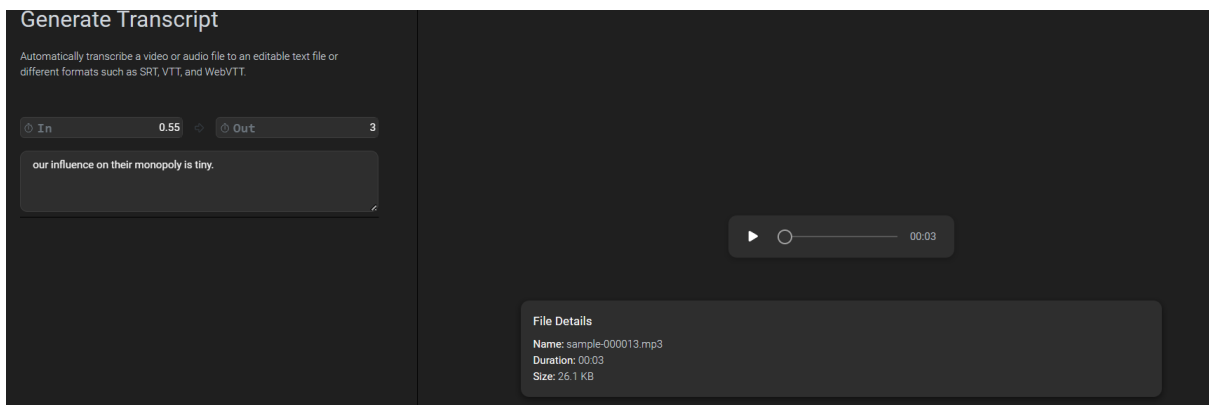 Generate Transcript
Automatically transcribe a video or audio file to an editable text file or
different formats such as SRT, VTT, and WebVTT.
In 0.55 Out 3
our influence on their monopoly is tiny.
00:03
File Details
Name: sample-000013.mp3
Duration: 00:03
Size: 26.1 KB